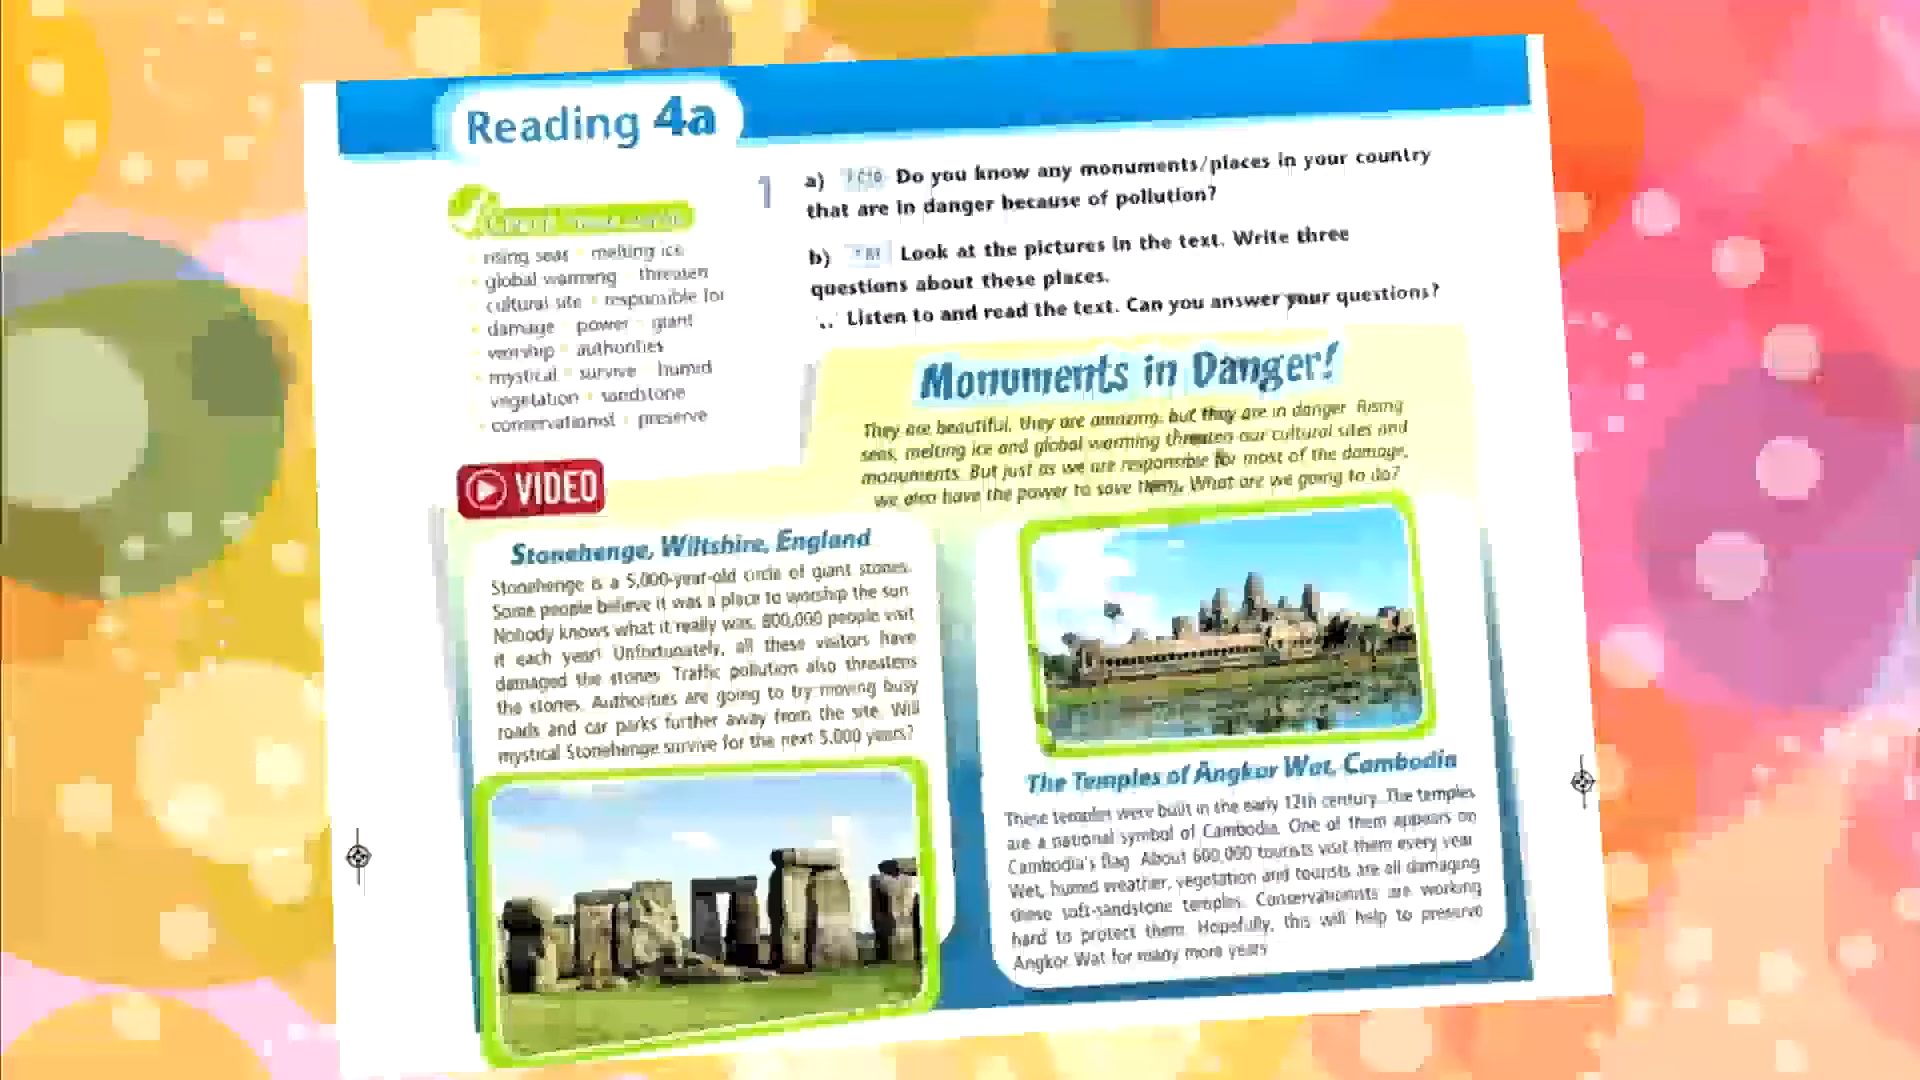 Reading 4a
rising seas melting ice
global warming threaten
cultural site responsible for
damage power giant
worship authorities
mystical survive humid
vegetation sandstone
conservationist preserve
VIDEO
1
a) Do you know any monuments/places in your country
that are in danger because of pollution?
b) Look at the pictures in the text. Write three
questions about these places.
Listen to and read the text. Can you answer your questions?
Monuments in Danger!
They are beautiful, they are amazing, but they are in danger. Rising
seas, melting ice and global warming threaten our cultural sites and
monuments. But just as we are responsible for most of the damage,
we also have the power to save them. What are we going to do?
Stonehenge, Wiltshire, England
Stonehenge is a 5,000-year-old circle of giant stones.
Some people believe it was a place to worship the sun.
Nobody knows what it really was. 800,000 people visit
it each year! Unfortunately, all these visitors have
damaged the stones. Traffic pollution also threatens
the stones. Authorities are going to try moving busy
roads and car parks further away from the site. Will
mystical Stonehenge survive for the next 5,000 years?
The Temples of Angkor Wat, Cambodia
These temples were built in the early 12th century. The temples
are a national symbol of Cambodia. One of them appears on
Cambodia's flag. About 600,000 tourists visit them every year.
Wet, humid weather, vegetation and tourists are all damaging
these soft-sandstone temples. Conservationists are working
hard to protect them. Hopefully, this will help to preserve
Angkor Wat for many more years.